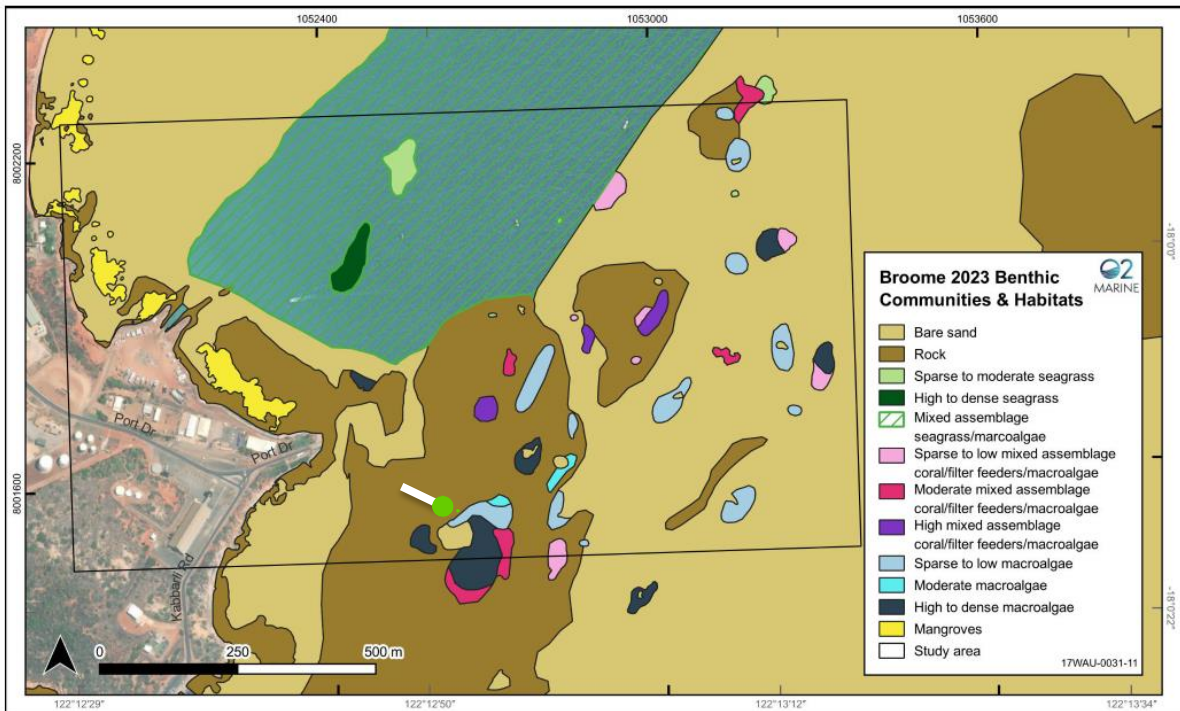 1052400
1053000
1053600
8002200
8001600
-18°0'0
-18°0'22
Port Dr
Port Dr
Kabbarli Rd
Broome 2023 Benthic
Communities & Habitats
O2
MARINE
Bare sand
Rock
Sparse to moderate seagrass
High to dense seagrass
Mixed assemblage
seagrass/marcoalgae
Sparse to low mixed assemblage
coral/filter feeders/macroalgae
Moderate mixed assemblage
coral/filter feeders/macroalgae
High mixed assemblage
coral/filter feeders/macroalgae
Sparse to low macroalgae
Moderate macroalgae
High to dense macroalgae
Mangroves
Study area
17WAU-0031-11
0
250
500 m
122°12'29
122°12'50
122°13'12
122°13'34